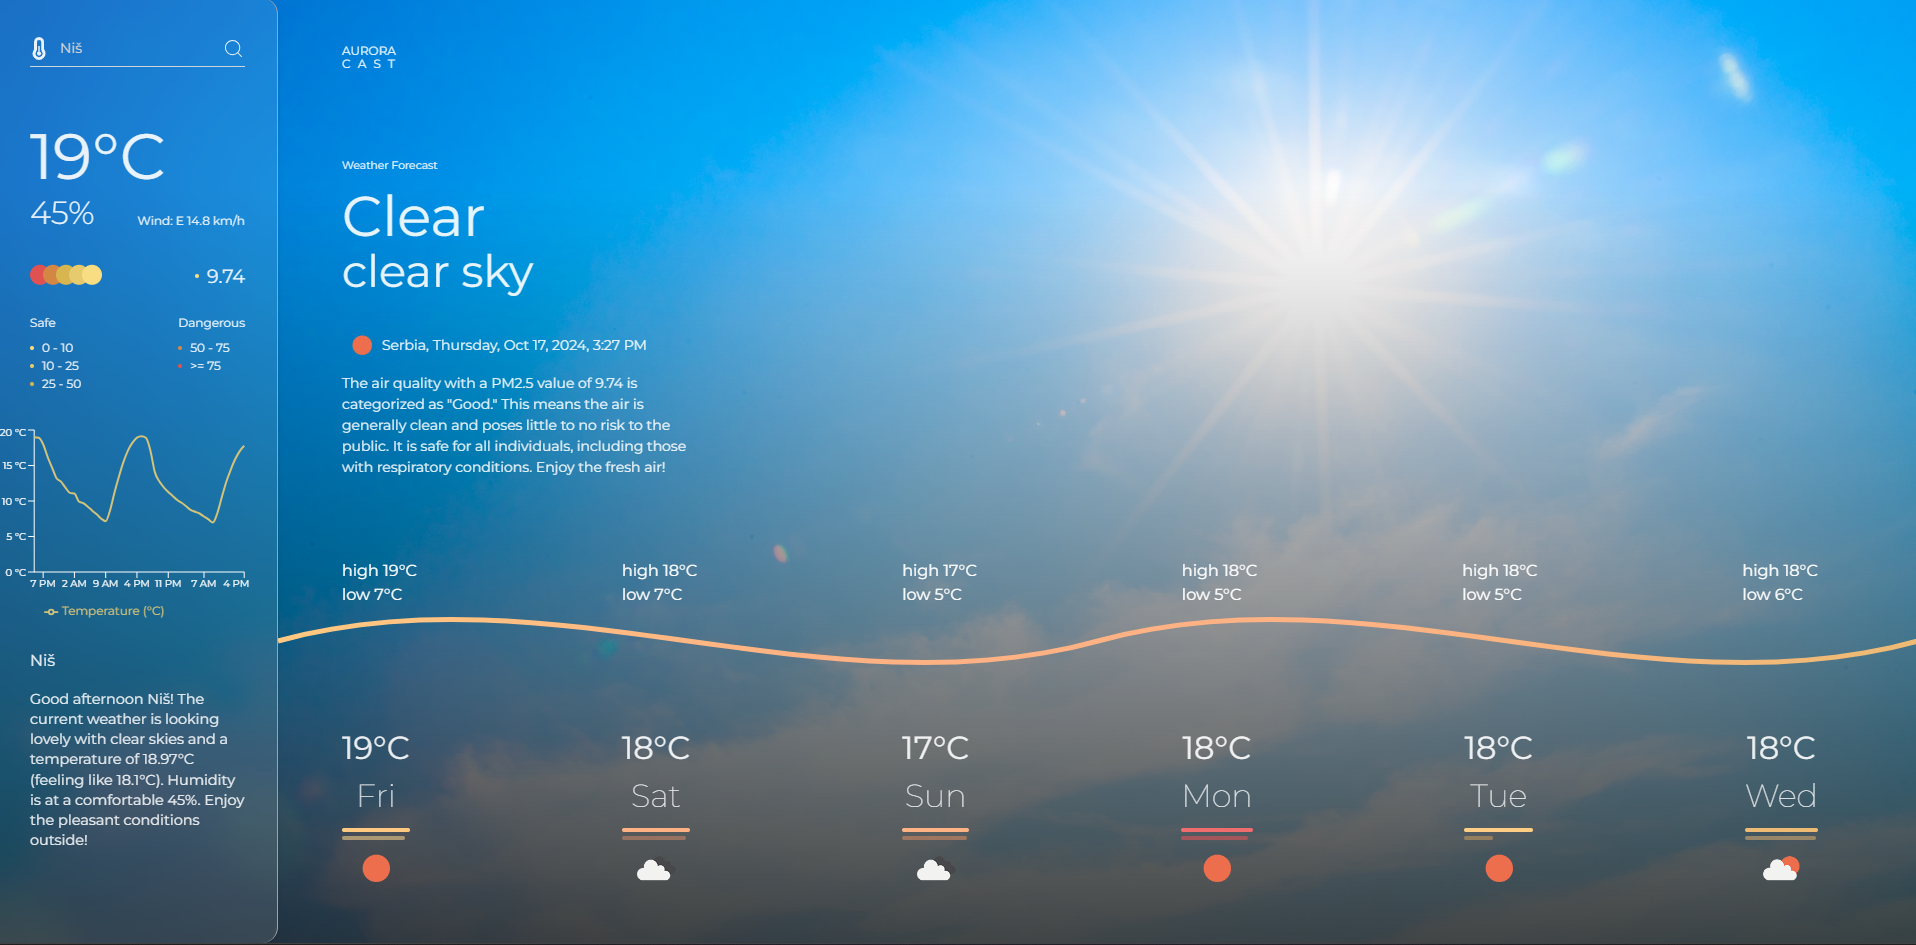 Niš
19°C
45%
Wind: E 14.8 km/h
9.74
Safe
Dangerous
0 - 10
50 - 75
10 - 25
>= 75
25 - 50
20 °C
15 °C
10 °C
5 °C
0 °C
7 PM 2 AM 9 AM 4 PM 11 PM 7 AM 4 PM
Temperature (°C)
Niš
Good afternoon Niš! The
current weather is looking
lovely with clear skies and a
temperature of 18.97°C
(feeling like 18.1°C). Humidity
is at a comfortable 45%. Enjoy
the pleasant conditions
outside!
AURORA
CAST
Weather Forecast
Clear
clear sky
Serbia, Thursday, Oct 17, 2024, 3:27 PM
The air quality with a PM2.5 value of 9.74 is
categorized as "Good." This means the air is
generally clean and poses little to no risk to the
public. It is safe for all individuals, including those
with respiratory conditions. Enjoy the fresh air!
high 19°C
low 7°C
high 18°C
low 7°C
high 17°C
low 5°C
high 18°C
low 5°C
high 18°C
low 5°C
high 18°C
low 6°C
19°C
Fri
18°C
Sat
17°C
Sun
18°C
Mon
18°C
Tue
18°C
Wed